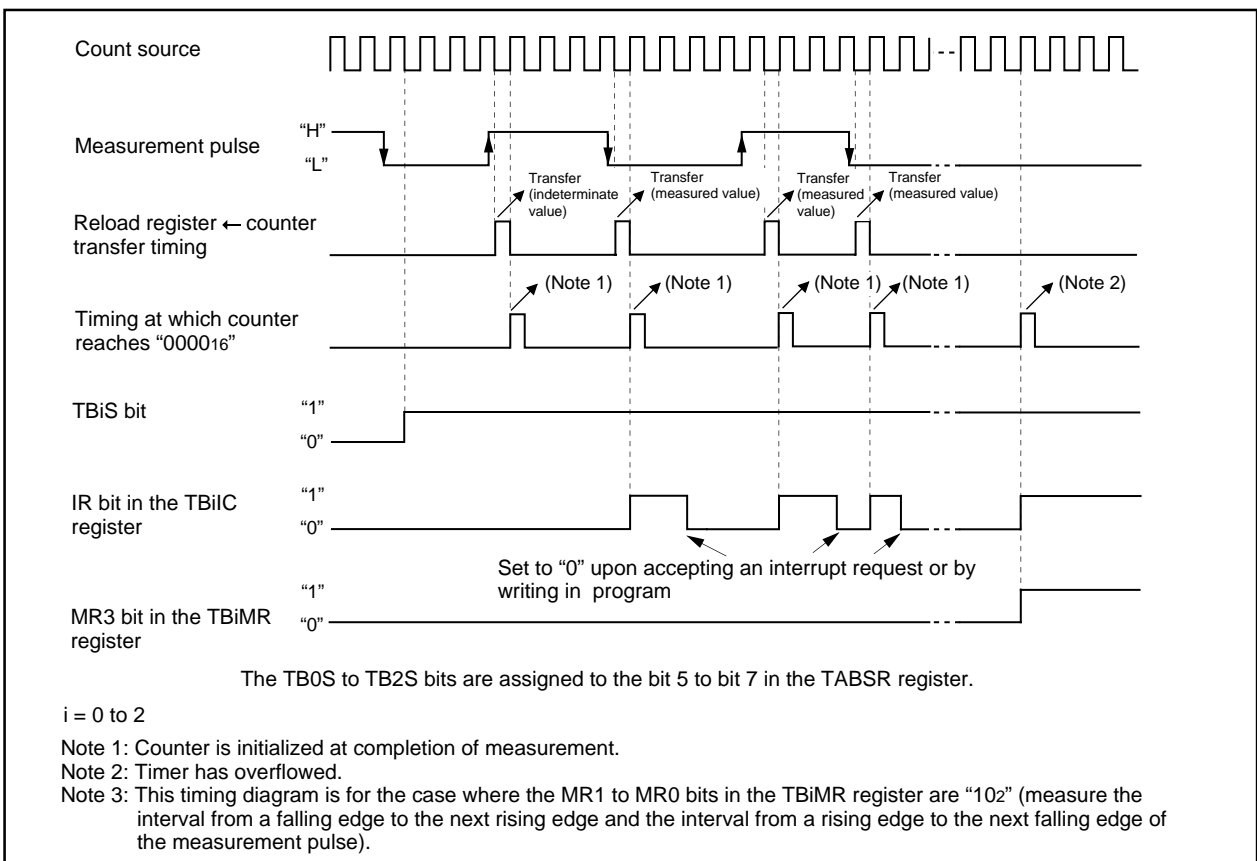 Count source
Measurement pulse
“H”
“L”
Transfer
(indeterminate
value)
Transfer
(measured value)
Transfer
(measured
value)
Transfer
(measured value)
Reload register ← counter
transfer timing
(Note 1)
(Note 1)
(Note 1)
(Note 1)
(Note 2)
Timing at which counter
reaches “000016”
TBiS bit
“1”
“0”
IR bit in the TBiIC
register
“1”
“0”
Set to “0” upon accepting an interrupt request or by
writing in program
MR3 bit in the TBiMR
register
“1”
“0”
The TB0S to TB2S bits are assigned to the bit 5 to bit 7 in the TABSR register.
i = 0 to 2
Note 1: Counter is initialized at completion of measurement.
Note 2: Timer has overflowed.
Note 3: This timing diagram is for the case where the MR1 to MR0 bits in the TBiMR register are “102” (measure the
interval from a falling edge to the next rising edge and the interval from a rising edge to the next falling edge of
the measurement pulse).